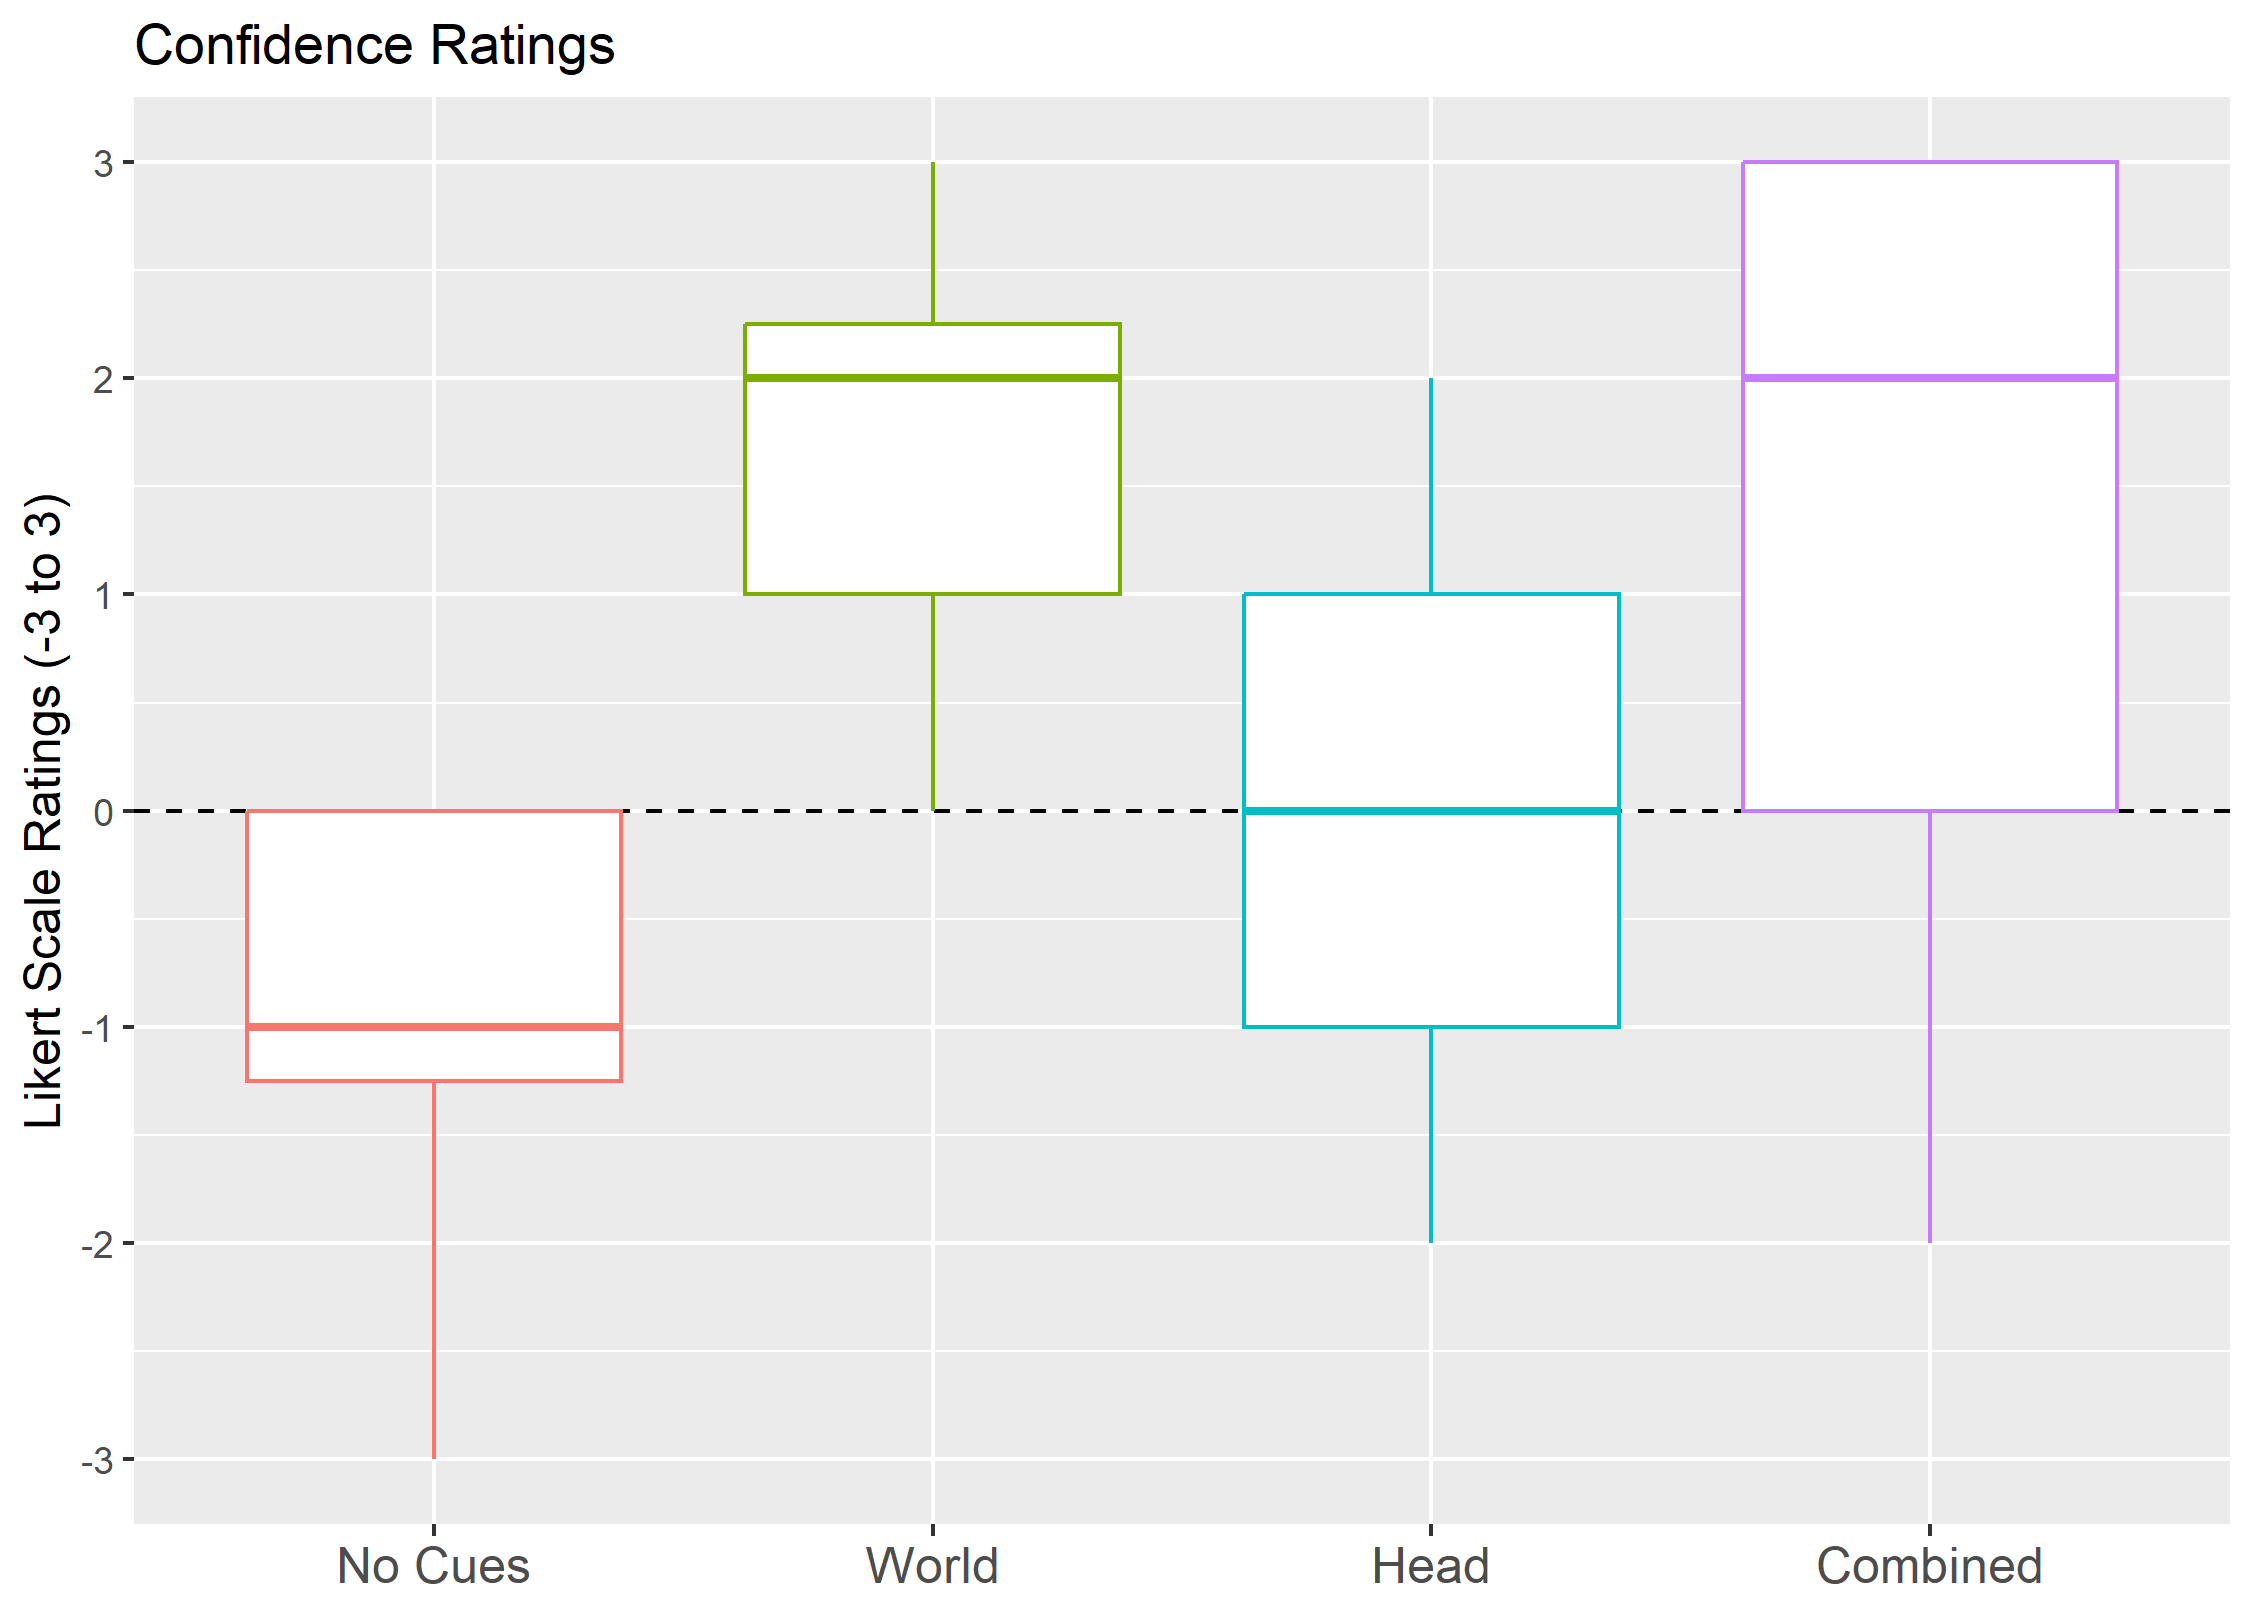 Confidence Ratings
Likert Scale Ratings (-3 to 3)
3
2
1
0
-1
-2
-3
No Cues World Head Combined